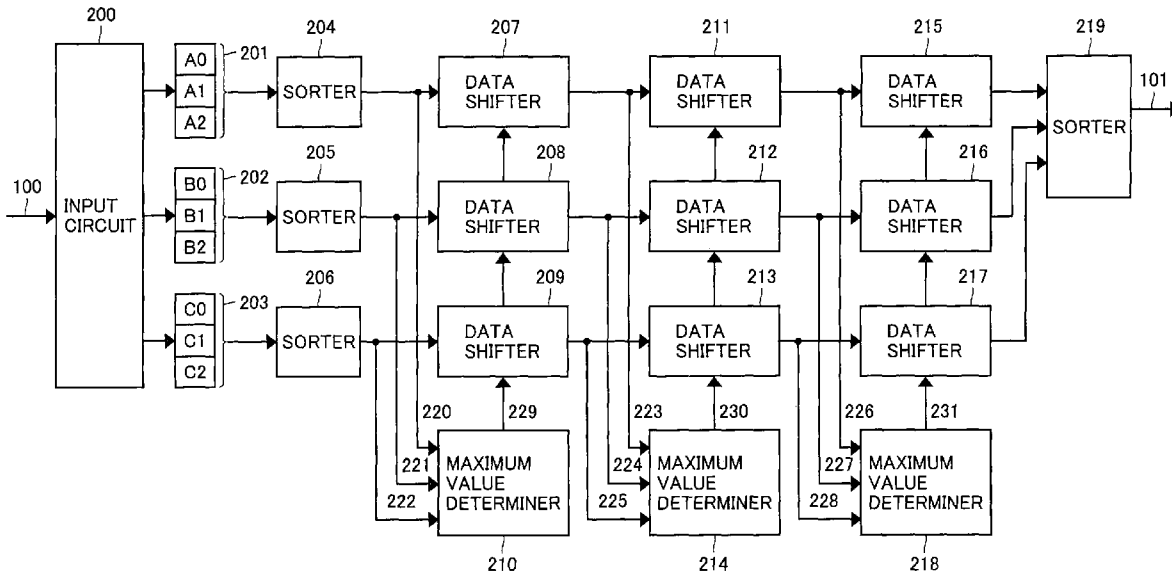 200
204
207
211
215
219
101
A0
A1
A2
201
SORTER
DATA
SHIFTER
DATA
SHIFTER
DATA
SHIFTER
SORTER
100
INPUT
CIRCUIT
B0
B1
B2
202
205
SORTER
208
DATA
SHIFTER
212
DATA
SHIFTER
216
DATA
SHIFTER
C0
C1
C2
203
206
SORTER
209
DATA
SHIFTER
213
DATA
SHIFTER
217
DATA
SHIFTER
220
229
223
230
226
231
221
222
MAXIMUM
VALUE
DETERMINER
224
225
MAXIMUM
VALUE
DETERMINER
227
228
MAXIMUM
VALUE
DETERMINER
210
214
218